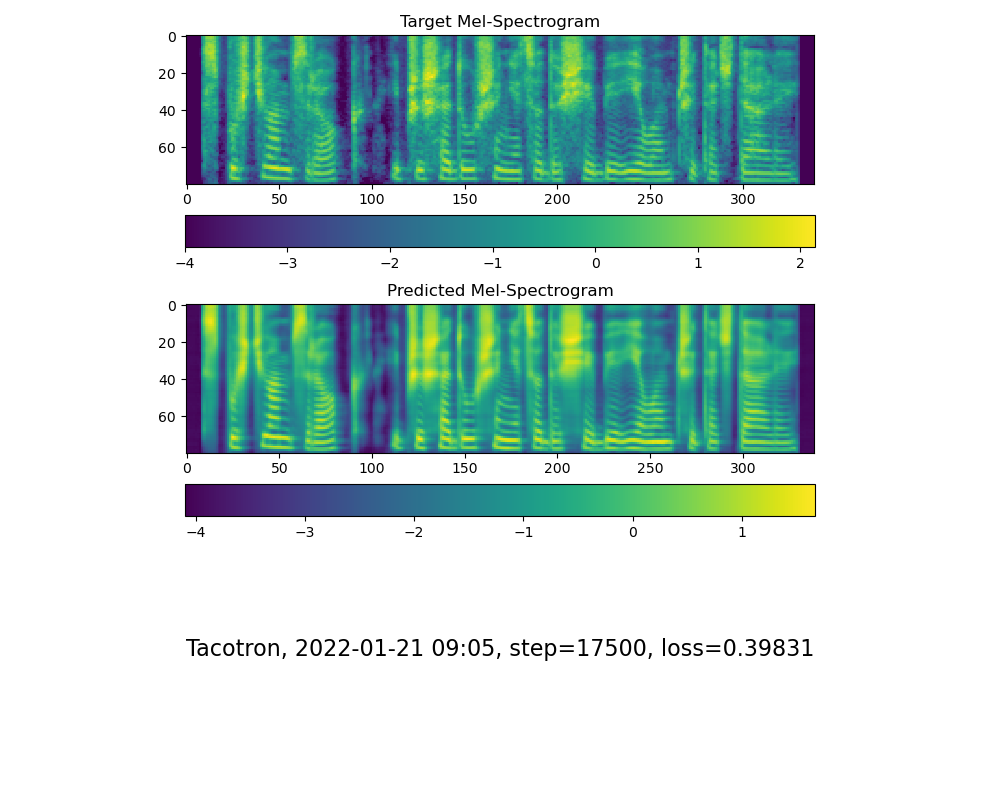 Target Mel-Spectrogram
0
20
40
60
0 50 100 150 200 250 300
−4 −3 −2 −1 0 1 2
Predicted Mel-Spectrogram
0
20
40
60
0 50 100 150 200 250 300
−4 −3 −2 −1 0 1
Tacotron, 2022-01-21 09:05, step=17500, loss=0.39831